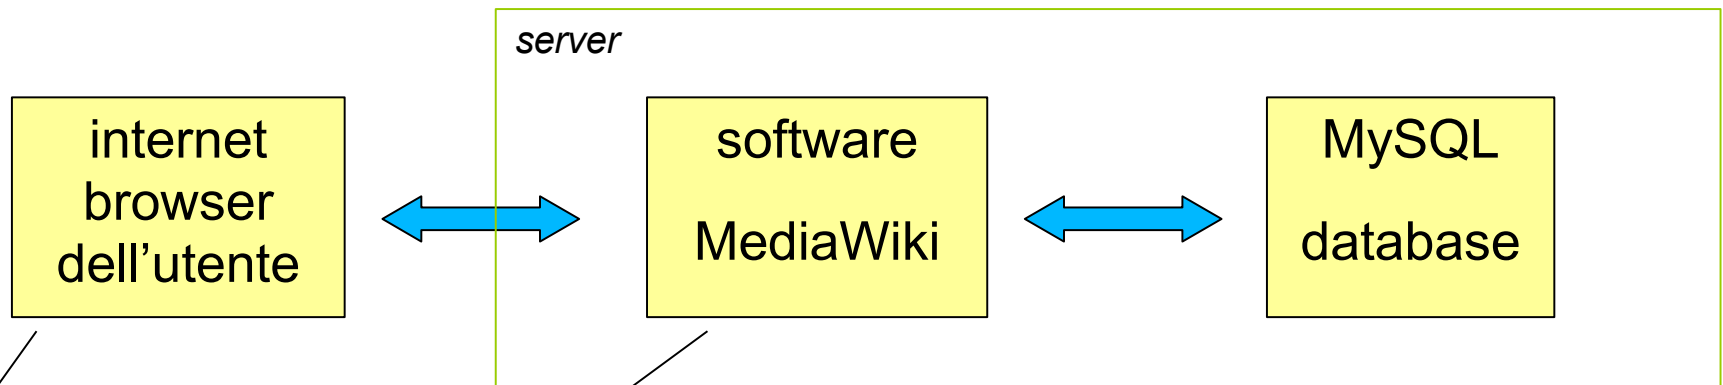 server
internet
browser
dell’utente
software
MediaWiki
MySQL
database